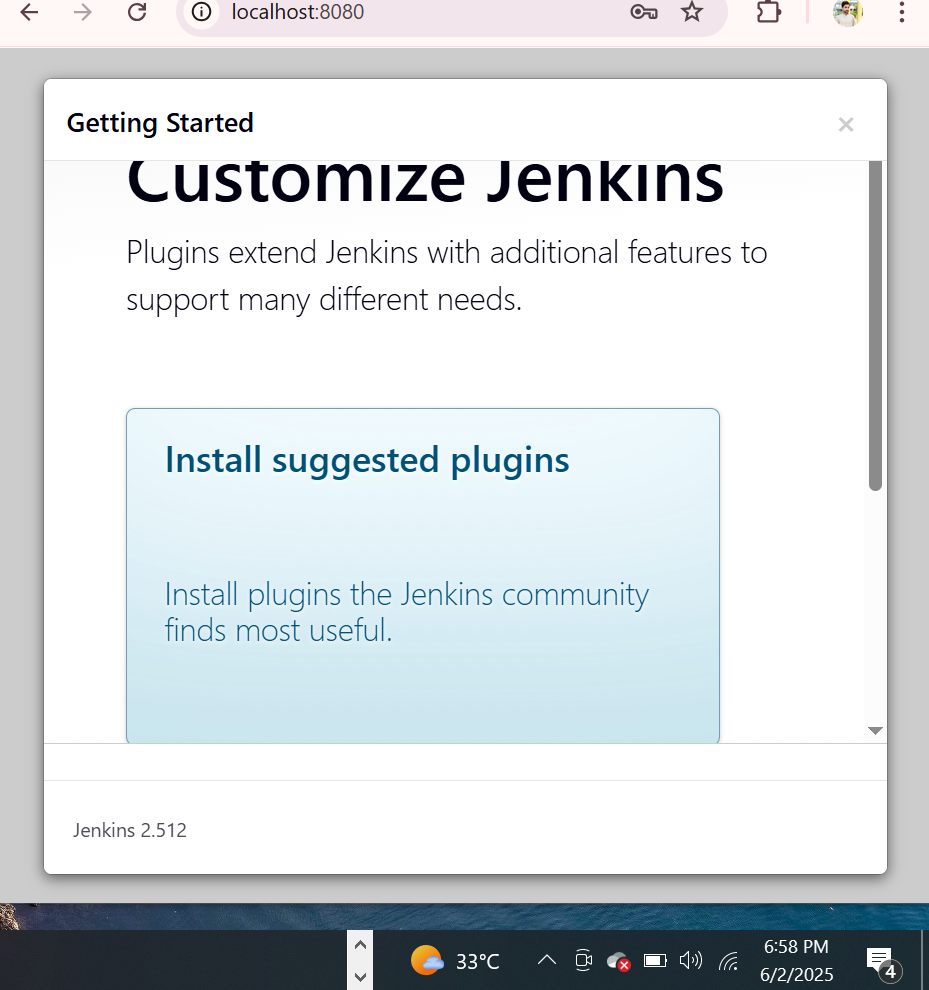 localhost:8080
Getting Started
×
Customize Jenkins
Plugins extend Jenkins with additional features to
support many different needs.
Install suggested plugins
Install plugins the Jenkins community
finds most useful.
Jenkins 2.512
33°C
6:58 PM
6/2/2025
4